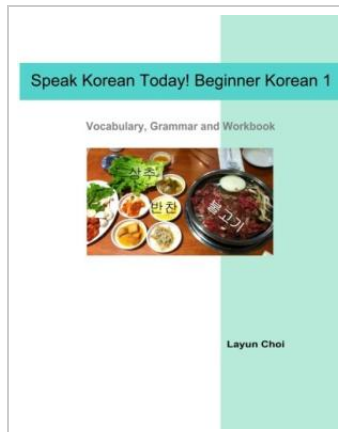 Speak Korean Today! Beginner Korean 1
Vocabulary, Grammar and Workbook
상추
반찬
불고기
Layun Choi